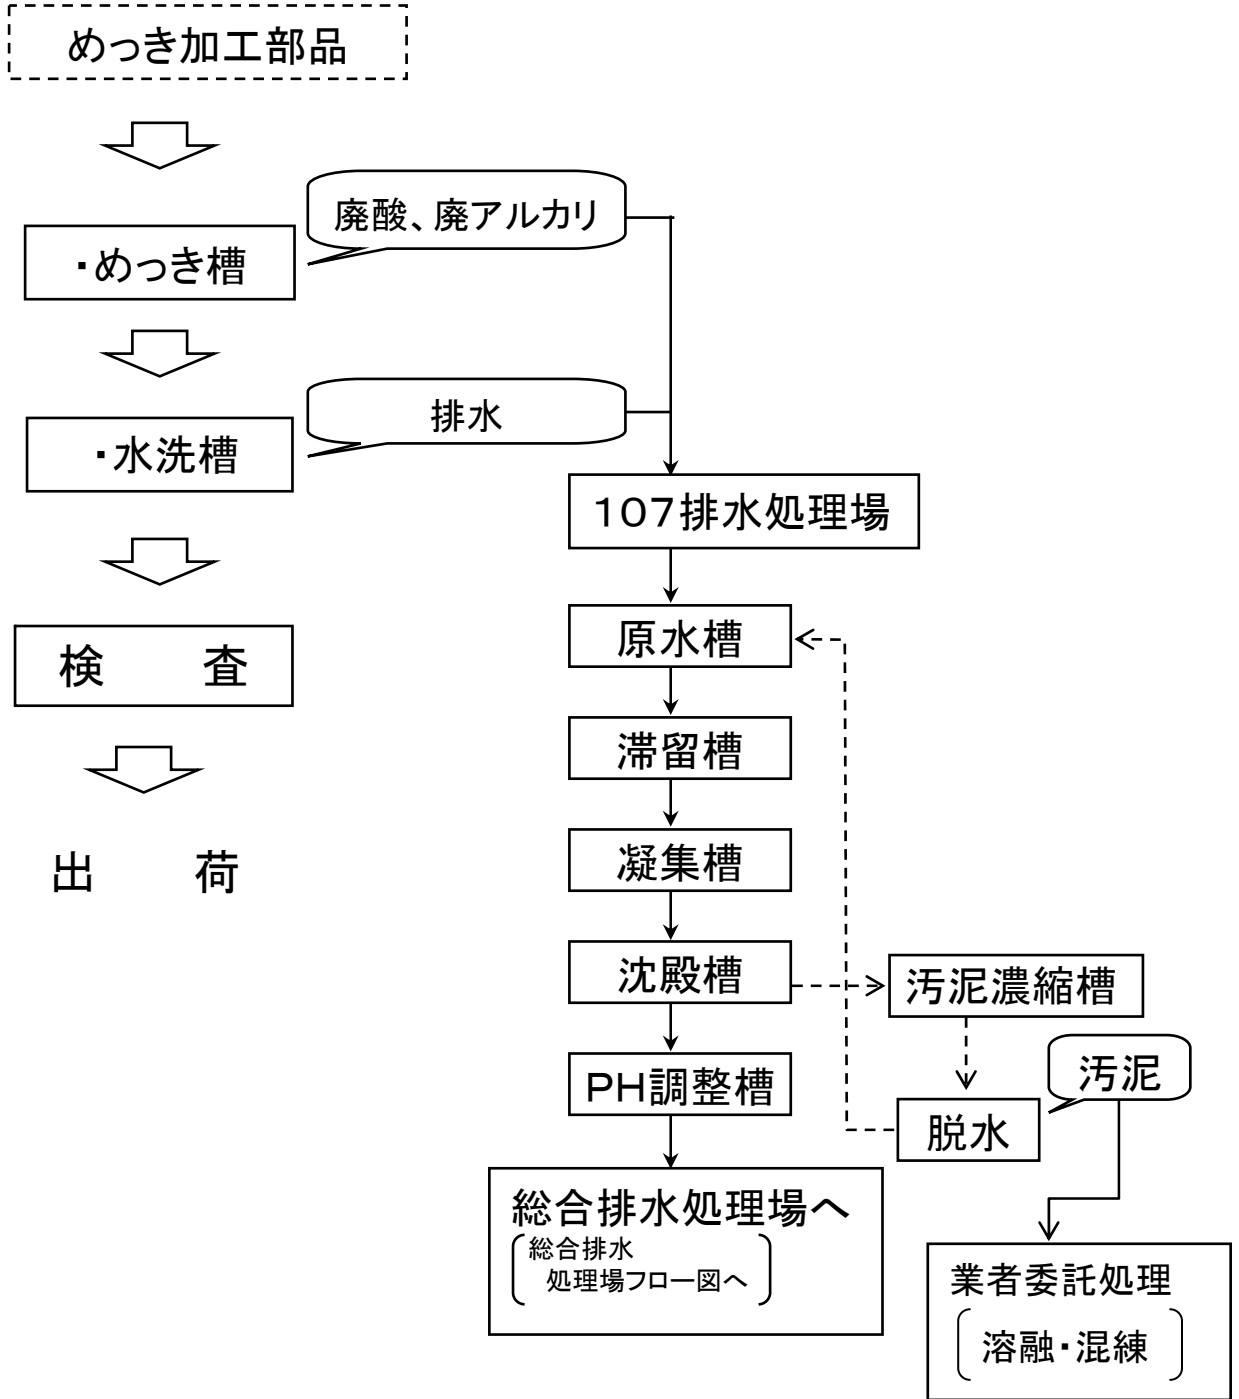 めっき加工部品
廃酸、廃アルカリ
・めっき槽
排水
・水洗槽
107排水処理場
原水槽
検　　査
滞留槽
凝集槽
出　　荷
沈殿槽
汚泥濃縮槽
汚泥
PH調整槽
脱水
総合排水処理場へ
総合排水
処理場フロー図へ
業者委託処理
溶融・混練